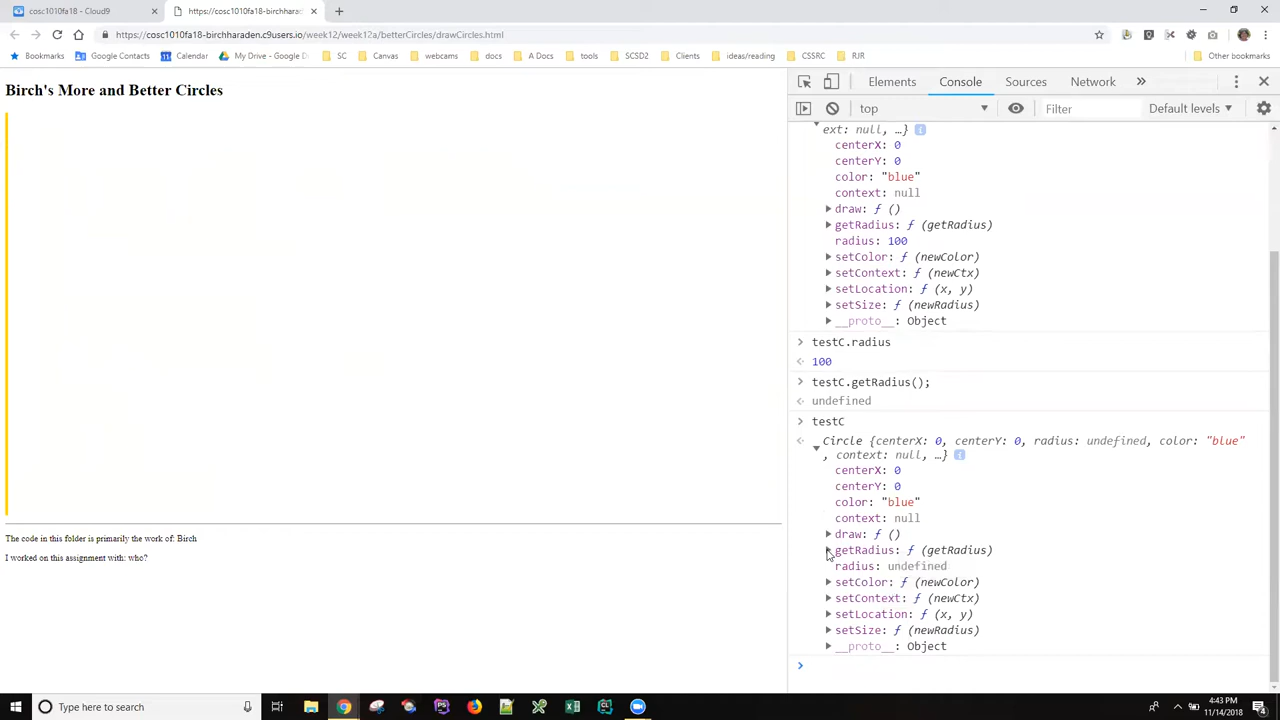 cosc1010fa18 - Cloud9
https://cosc1010fa18-birchharad
https://cosc1010fa18-birchharaden.c9users.io/week12/week12a/betterCircles/drawCircles.html
Bookmarks Google Contacts Calendar My Drive - Google D SC Canvas webcams docs A Docs tools SCSD2 Clients ideas/reading CSSRC RJR Other bookmarks
Birch's More and Better Circles
The code in this folder is primarily the work of: Birch
I worked on this assignment with: who?
Elements Console Sources Network »
top Filter Default levels
ext: null, …}
centerX: 0
centerY: 0
color: "blue"
context: null
draw: ƒ ()
getRadius: ƒ (getRadius)
radius: 100
setColor: ƒ (newColor)
setContext: ƒ (newCtx)
setLocation: ƒ (x, y)
setSize: ƒ (newRadius)
__proto__: Object
testC.radius
100
testC.getRadius();
undefined
testC
Circle {centerX: 0, centerY: 0, radius: undefined, color: "blue"
, context: null, …}
centerX: 0
centerY: 0
color: "blue"
context: null
draw: ƒ ()
getRadius: ƒ (getRadius)
radius: undefined
setColor: ƒ (newColor)
setContext: ƒ (newCtx)
setLocation: ƒ (x, y)
setSize: ƒ (newRadius)
__proto__: Object
Type here to search
4:43 PM
11/14/2018